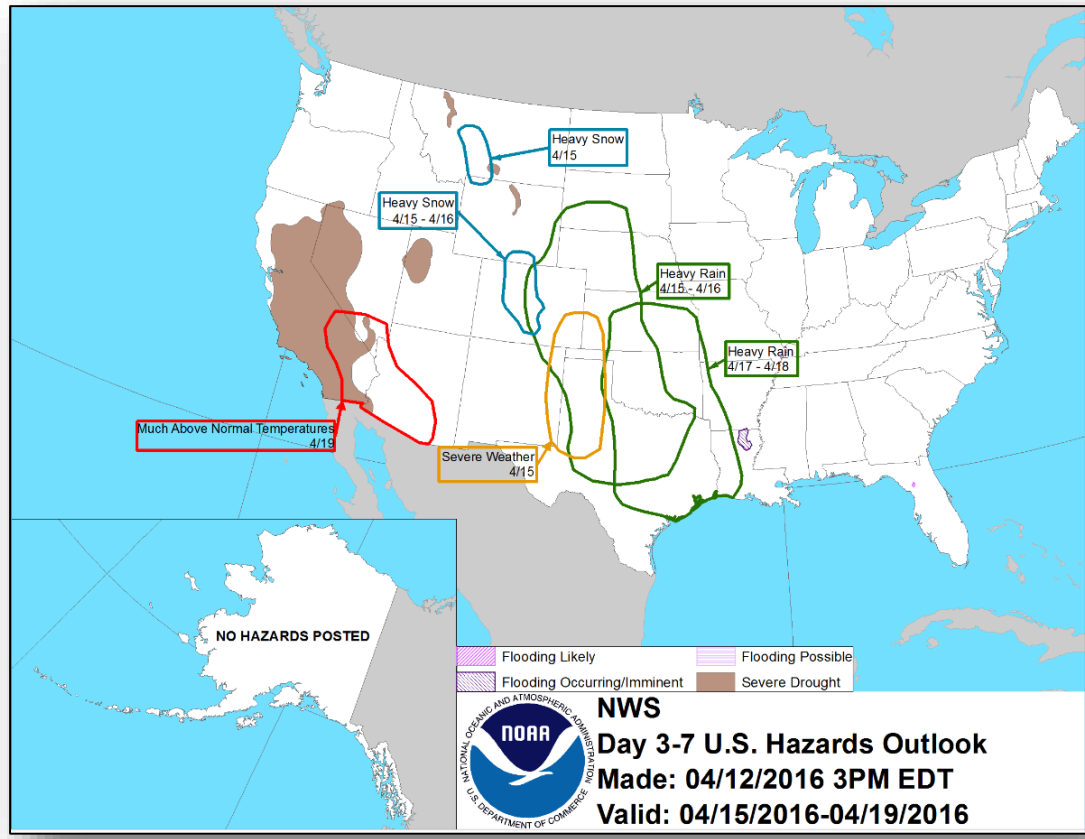 Heavy Snow
4/15
Heavy Snow
4/15 - 4/16
Heavy Rain
4/15 - 4/16
Heavy Rain
4/17 - 4/18
Much Above Normal Temperatures
4/19
Severe Weather
4/15
NO HAZARDS POSTED
Flooding Likely
Flooding Possible
Flooding Occurring/Imminent
Severe Drought
NATIONAL OCEANIC AND ATMOSPHERIC ADMINISTRATION
NOAA
U.S. DEPARTMENT OF COMMERCE
NWS
Day 3-7 U.S. Hazards Outlook
Made: 04/12/2016 3PM EDT
Valid: 04/15/2016-04/19/2016